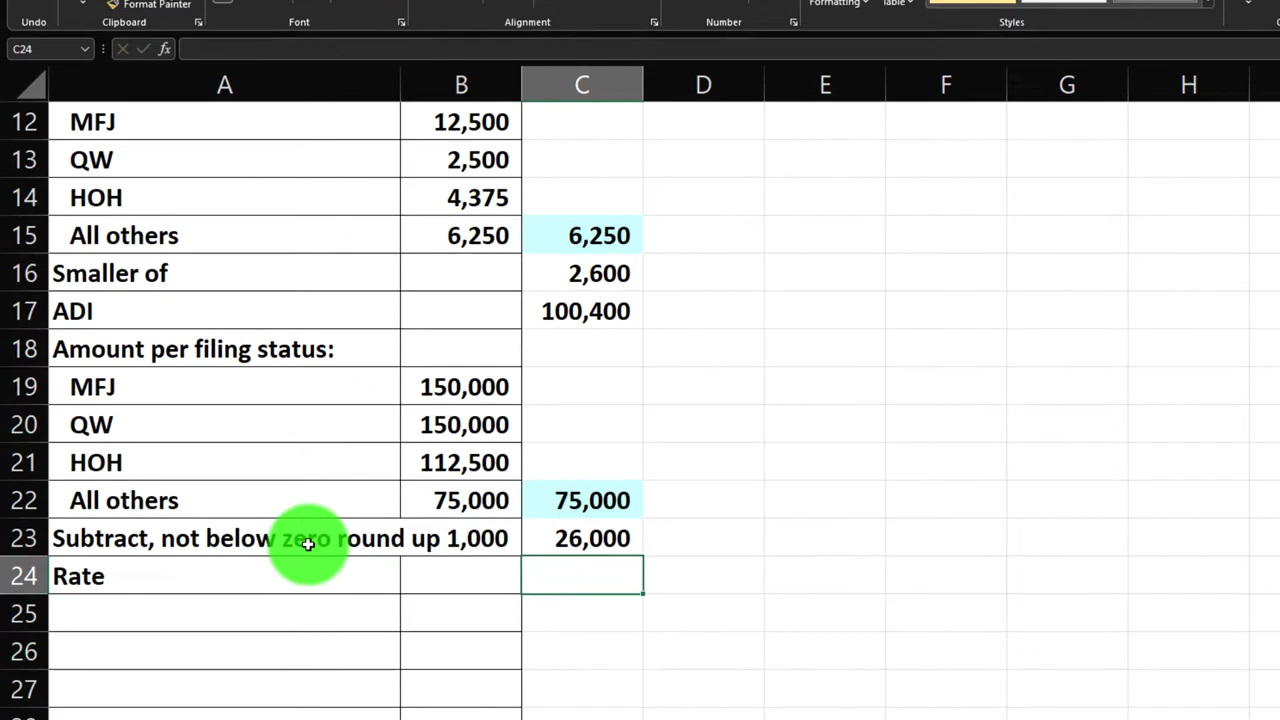 Format Painter
Formatting Table
Undo Clipboard Font Alignment Number Styles
C24 fx
A B C D E F G H
12 MFJ 12,500
13 QW 2,500
14 HOH 4,375
15 All others 6,250 6,250
16 Smaller of 2,600
17 ADI 100,400
18 Amount per filing status:
19 MFJ 150,000
20 QW 150,000
21 HOH 112,500
22 All others 75,000 75,000
23 Subtract, not below zero round up 1,000 26,000
24 Rate
25
26
27